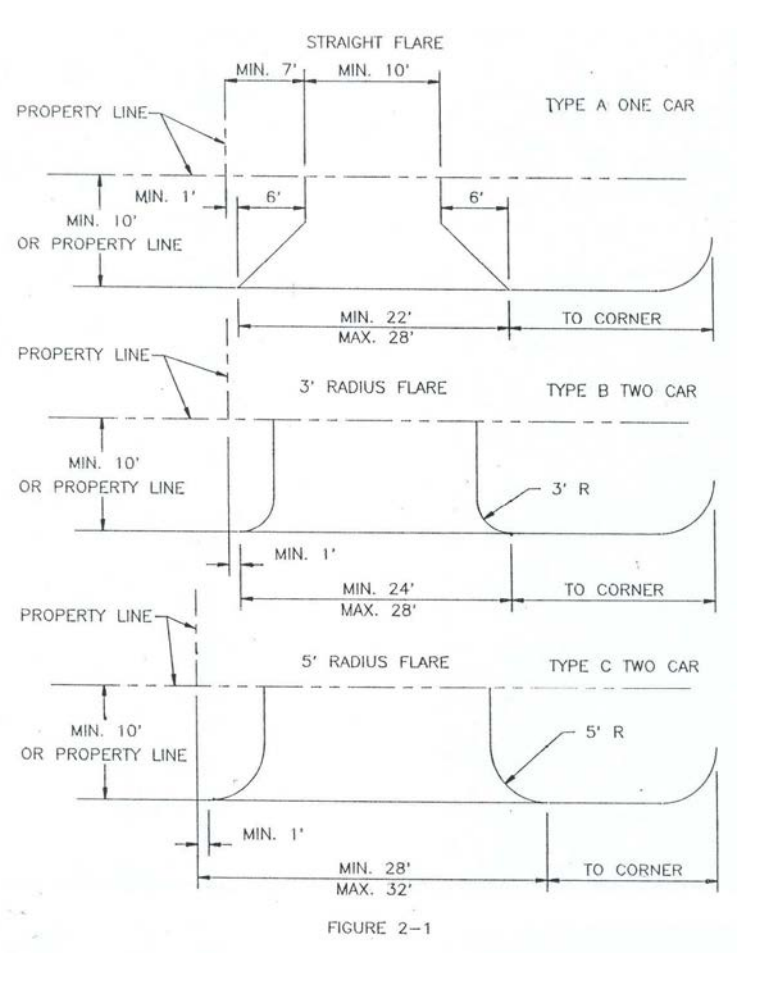 STRAIGHT FLARE
MIN. 7' MIN. 10'
TYPE A ONE CAR
PROPERTY LINE
MIN. 1' 6' 6'
MIN. 10'
OR PROPERTY LINE
MIN. 22'
MAX. 28'
TO CORNER
PROPERTY LINE
3' RADIUS FLARE
TYPE B TWO CAR
MIN. 10'
OR PROPERTY LINE
3' R
MIN. 1'
MIN. 24'
MAX. 28'
TO CORNER
PROPERTY LINE
5' RADIUS FLARE
TYPE C TWO CAR
MIN. 10'
OR PROPERTY LINE
5' R
MIN. 1'
MIN. 28'
MAX. 32'
TO CORNER
FIGURE 2-1